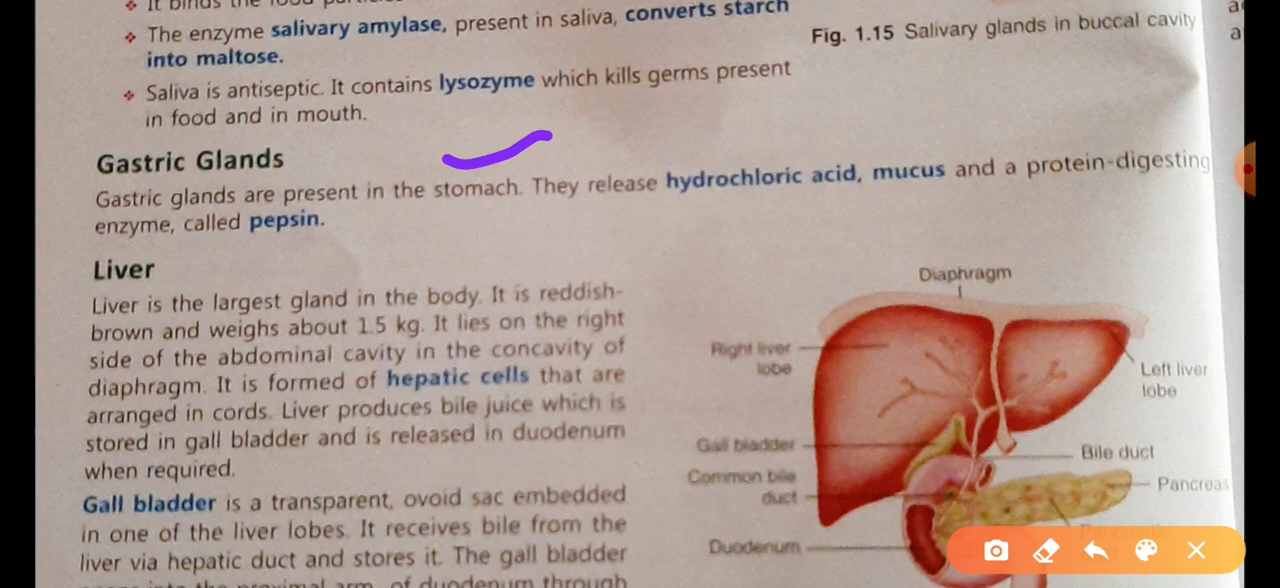 The enzyme salivary amylase, present in saliva, converts starch
into maltose.
Saliva is antiseptic. It contains lysozyme which kills germs present
in food and in mouth.
Fig. 1.15 Salivary glands in buccal cavity
Gastric Glands
Gastric glands are present in the stomach. They release hydrochloric acid, mucus and a protein-digesting
enzyme, called pepsin.
Liver
Liver is the largest gland in the body. It is reddish-
brown and weighs about 1.5 kg. It lies on the right
side of the abdominal cavity in the concavity of
diaphragm. It is formed of hepatic cells that are
arranged in cords. Liver produces bile juice which is
stored in gall bladder and is released in duodenum
when required.
Gall bladder is a transparent, ovoid sac embedded
in one of the liver lobes. It receives bile from the
liver via hepatic duct and stores it. The gall bladder
arm of duodenum through
Diaphragm
Right liver
lobe
Left liver
lobe
Gall bladder
Bile duct
Common bile
duct
Pancreas
Duodenum